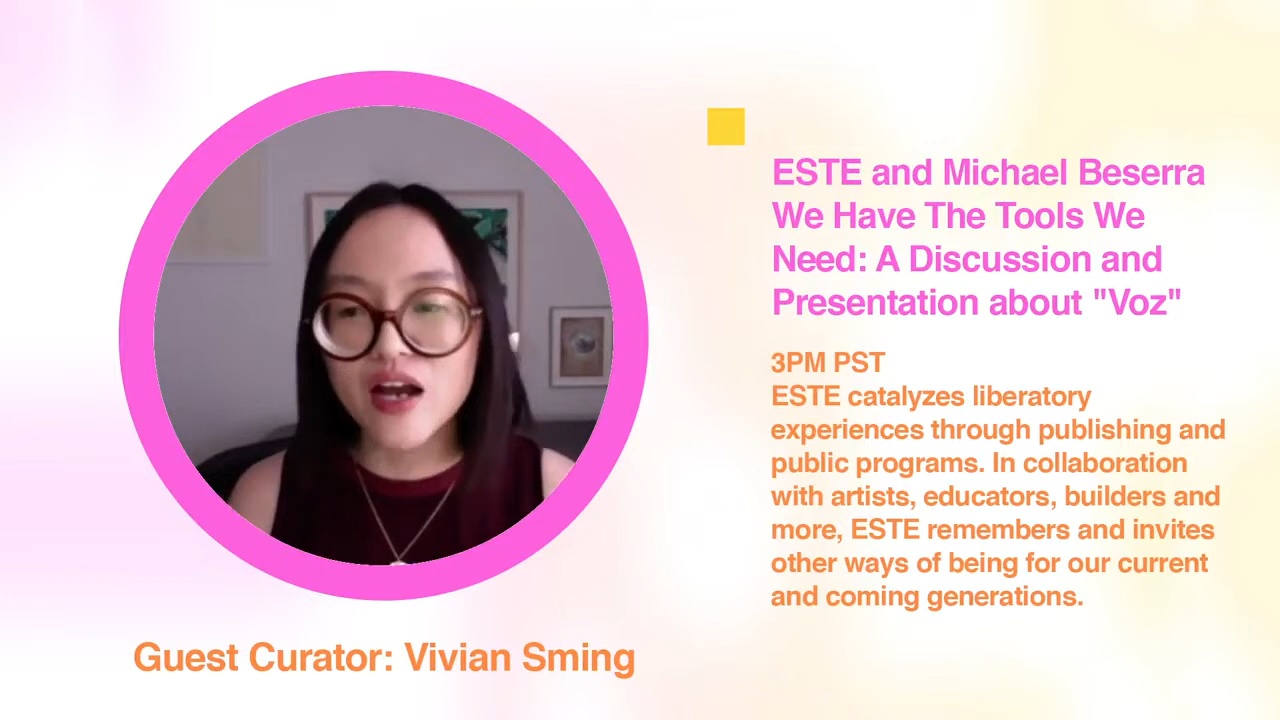 ESTE and Michael Beserra
We Have The Tools We
Need: A Discussion and
Presentation about "Voz"
3PM PST
ESTE catalyzes liberatory
experiences through publishing and
public programs. In collaboration
with artists, educators, builders and
more, ESTE remembers and invites
other ways of being for our current
and coming generations.
Guest Curator: Vivian Sming